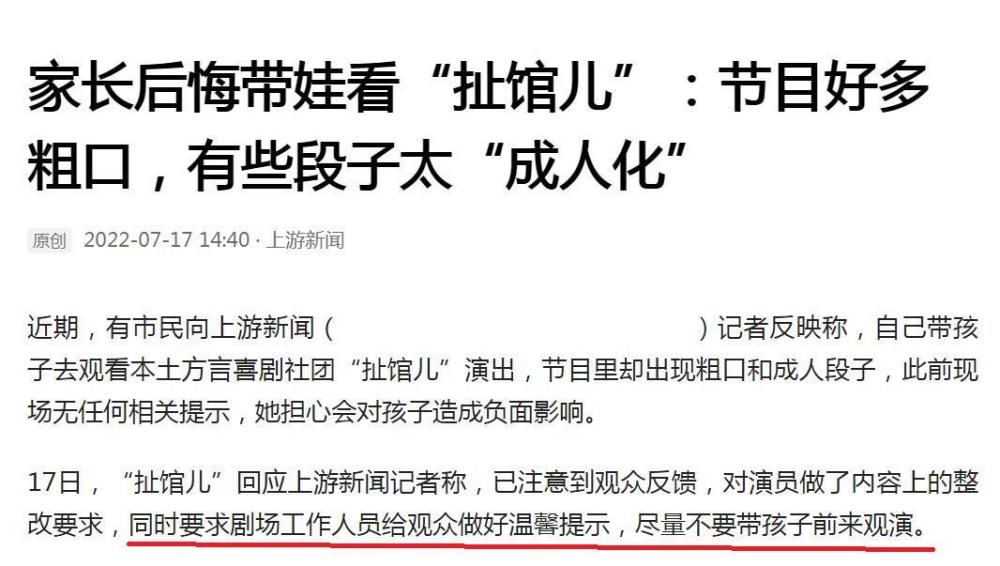 家长后悔带娃看“扯馆儿”：节目好多
粗口，有些段子太“成人化”
原创 2022-07-17 14:40 · 上游新闻
近期，有市民向上游新闻（ ）记者反映称，自己带孩
子去观看本土方言喜剧社团“扯馆儿”演出，节目里却出现粗口和成人段子，此前现
场无任何相关提示，她担心会对孩子造成负面影响。
17日，“扯馆儿”回应上游新闻记者称，已注意到观众反馈，对演员做了内容上的整
改要求，同时要求剧场工作人员给观众做好温馨提示，尽量不要带孩子前来观演。